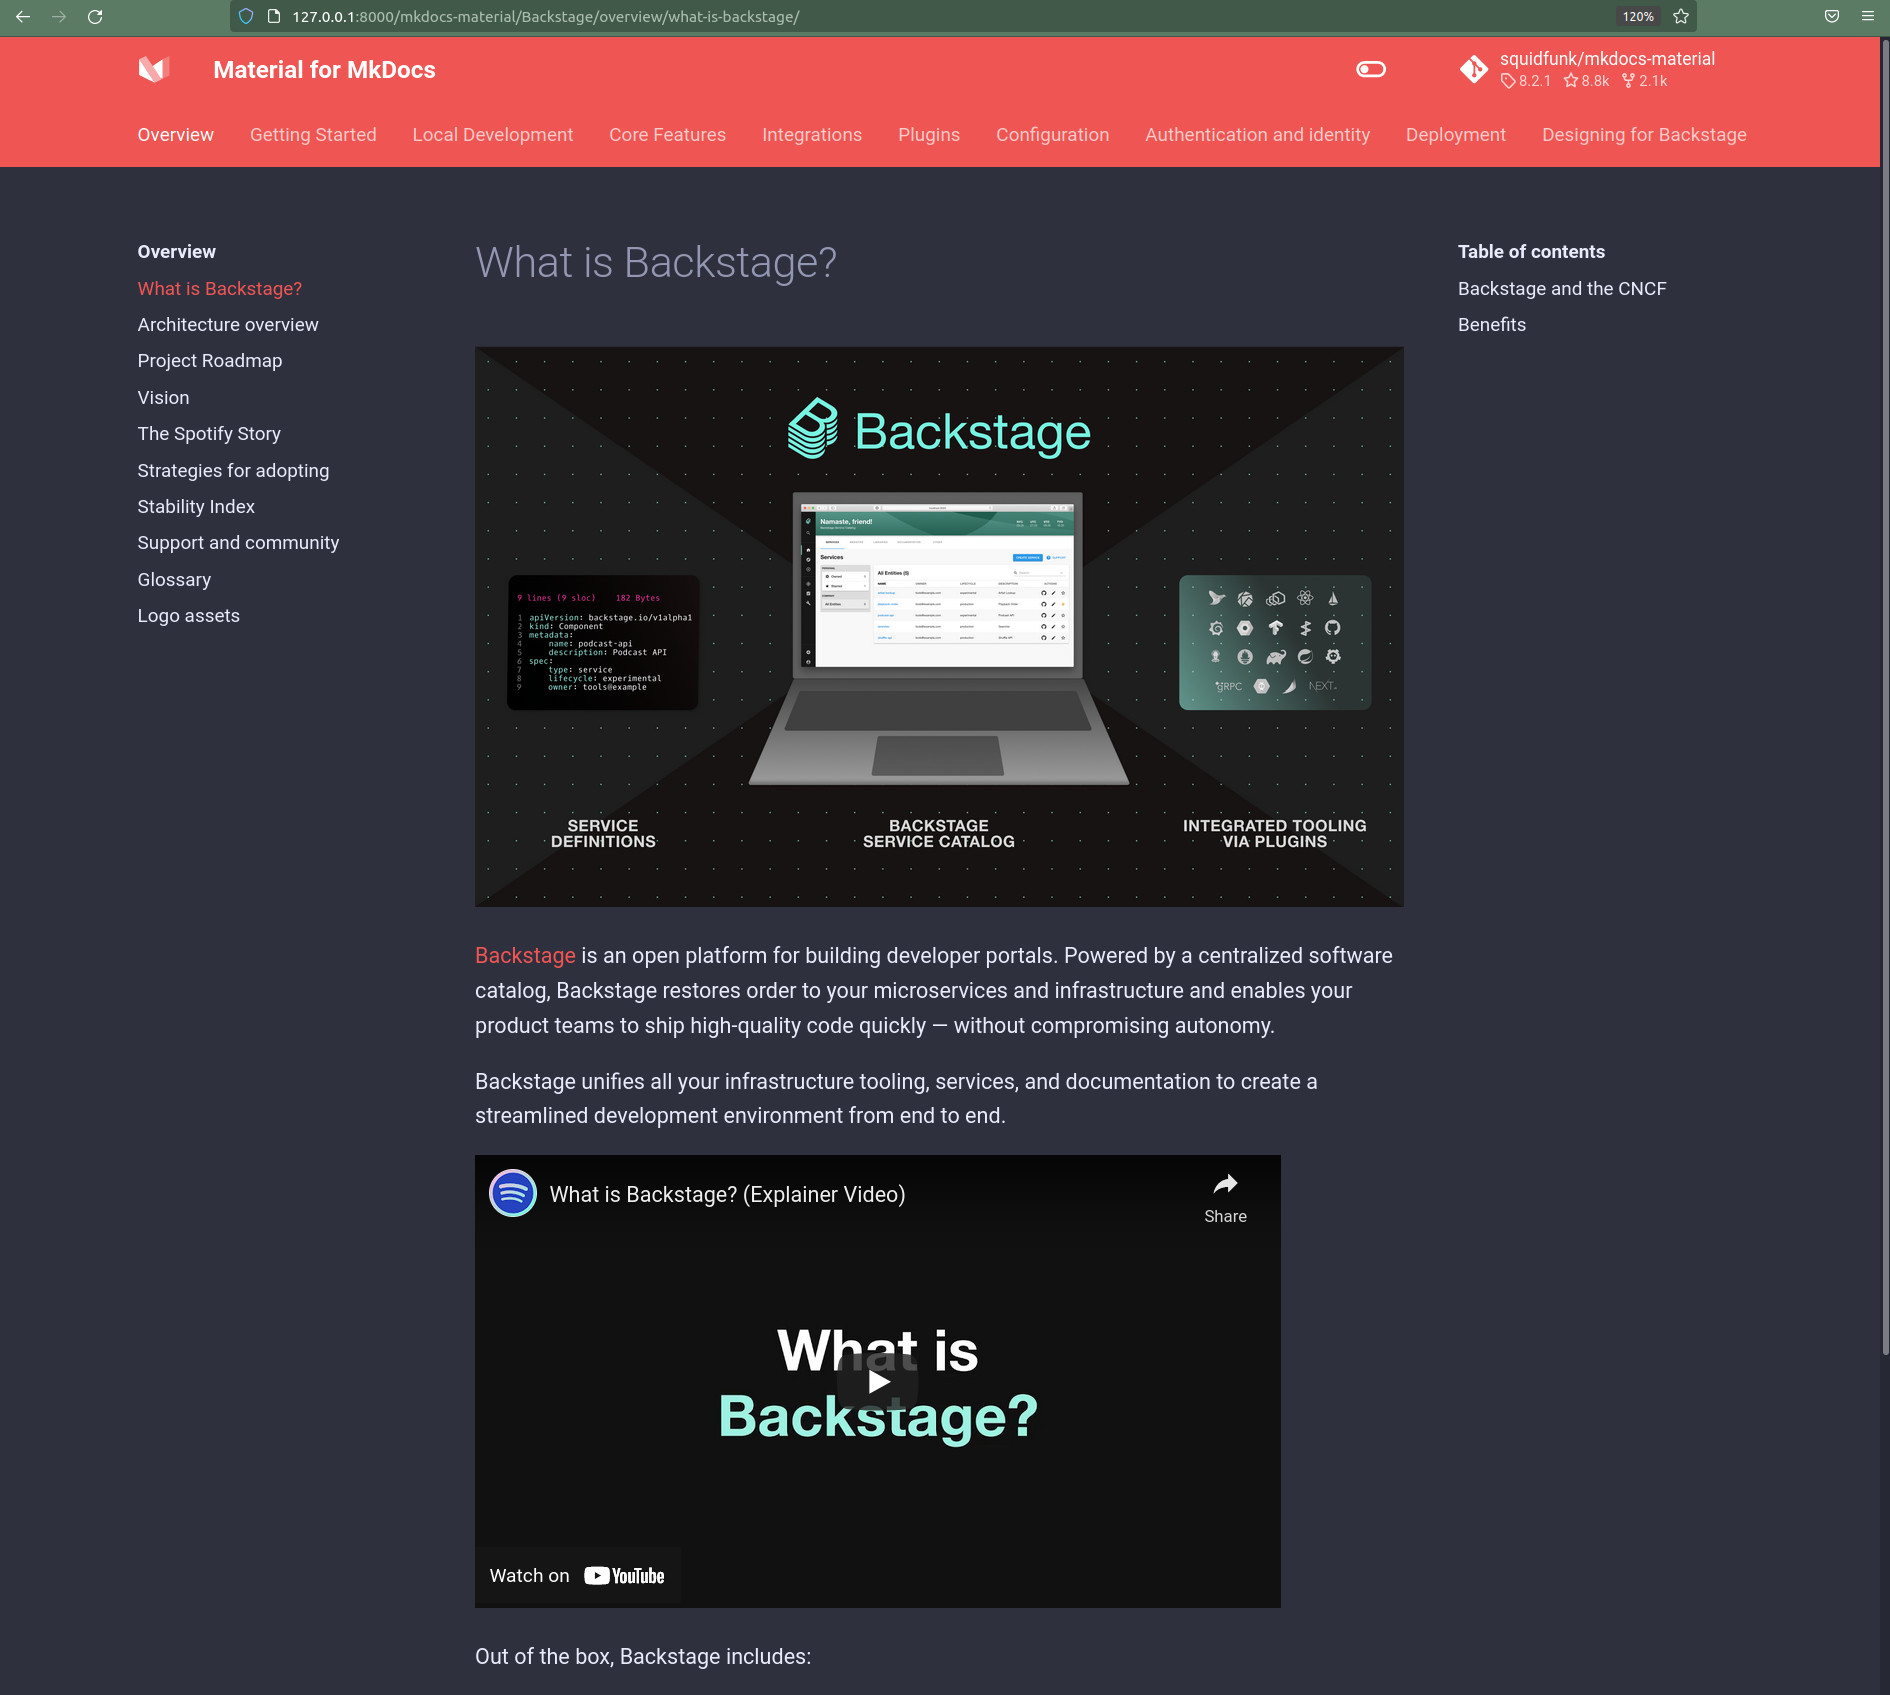 127.0.0.1:8000/mkdocs-material/Backstage/overview/what-is-backstage/
120%
Material for MkDocs
squidfunk/mkdocs-material
8.2.1 8.8k 2.1k
Overview Getting Started Local Development Core Features Integrations Plugins Configuration Authentication and identity Deployment Designing for Backstage
Overview
What is Backstage?
Architecture overview
Project Roadmap
Vision
The Spotify Story
Strategies for adopting
Stability Index
Support and community
Glossary
Logo assets
What is Backstage?
Backstage
Namaste, friend!
Services
All Entities (5)
9 lines (9 sloc) 182 Bytes
1 apiVersion: backstage.io/v1alpha1
2 kind: Component
3 metadata:
4 name: podcast-api
5 description: Podcast API
6 spec:
7 type: service
8 lifecycle: experimental
9 owner: tools@example
gRPC
NEXT
SERVICE
DEFINITIONS
BACKSTAGE
SERVICE CATALOG
INTEGRATED TOOLING
VIA PLUGINS
Backstage is an open platform for building developer portals. Powered by a centralized software
catalog, Backstage restores order to your microservices and infrastructure and enables your
product teams to ship high-quality code quickly — without compromising autonomy.
Backstage unifies all your infrastructure tooling, services, and documentation to create a
streamlined development environment from end to end.
What is Backstage? (Explainer Video)
Share
What is
Backstage?
Watch on YouTube
Out of the box, Backstage includes:
Table of contents
Backstage and the CNCF
Benefits